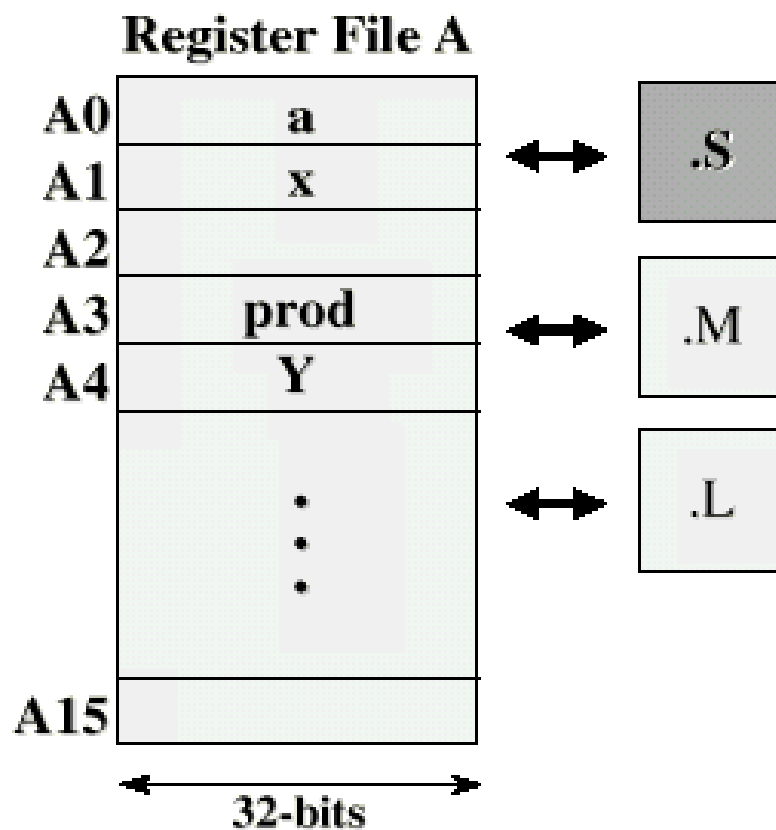 Register File A
A0 a
.S
A1 x
A2
A3 prod
.M
A4 Y
.L
A15
32-bits